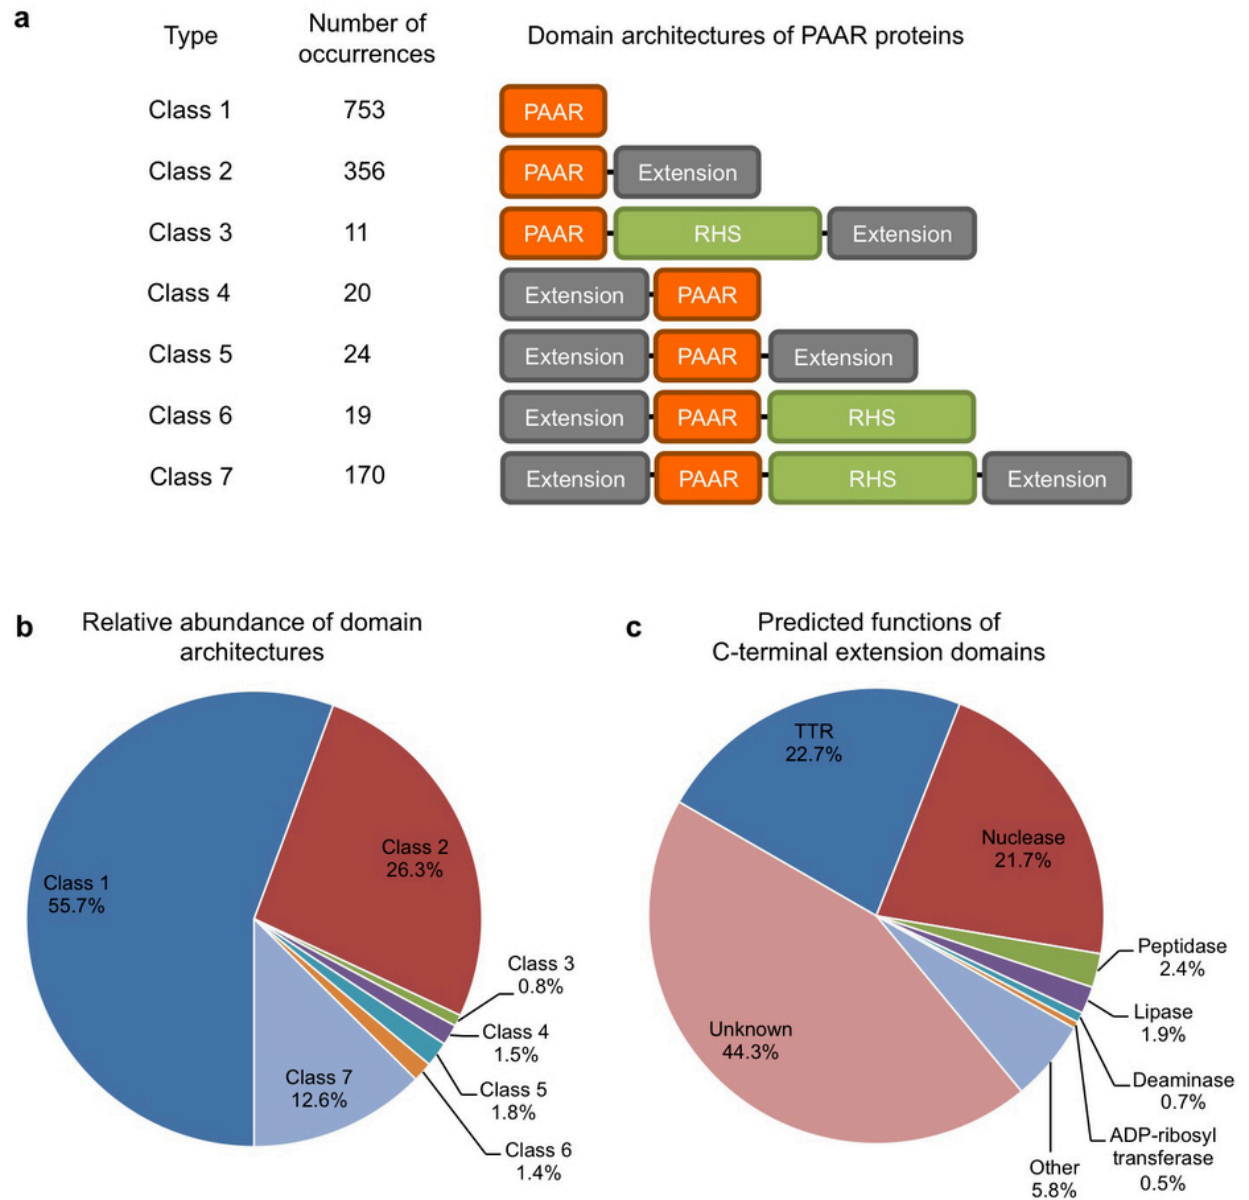 a
Type
Number of
occurrences
Domain architectures of PAAR proteins
Class 1 753 PAAR
Class 2 356 PAAR Extension
Class 3 11 PAAR RHS Extension
Class 4 20 Extension PAAR
Class 5 24 Extension PAAR Extension
Class 6 19 Extension PAAR RHS
Class 7 170 Extension PAAR RHS Extension
b
Relative abundance of domain
architectures
Class 1
55.7%
Class 2
26.3%
Class 3
0.8%
Class 4
1.5%
Class 5
1.8%
Class 6
1.4%
Class 7
12.6%
c
Predicted functions of
C-terminal extension domains
TTR
22.7%
Nuclease
21.7%
Peptidase
2.4%
Lipase
1.9%
Deaminase
0.7%
ADP-ribosyl
transferase
0.5%
Other
5.8%
Unknown
44.3%